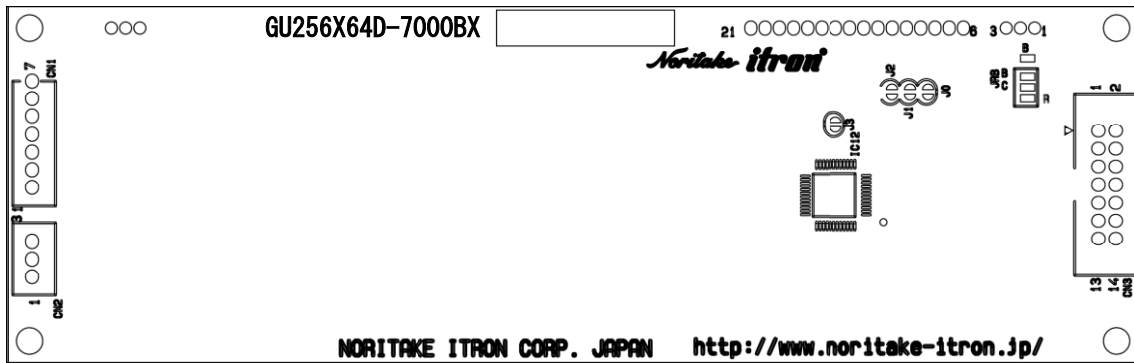 GU256X64D-7000BX
21
6
3
1
Noritake itron
7
CN1
J2
J1
J0
J3
IC12
B
JRB
B
C
R
1
2
1
3
1
CN2
13
14
CN3
NORITAKE ITRON CORP. JAPAN
http://www.noritake-itron.jp/